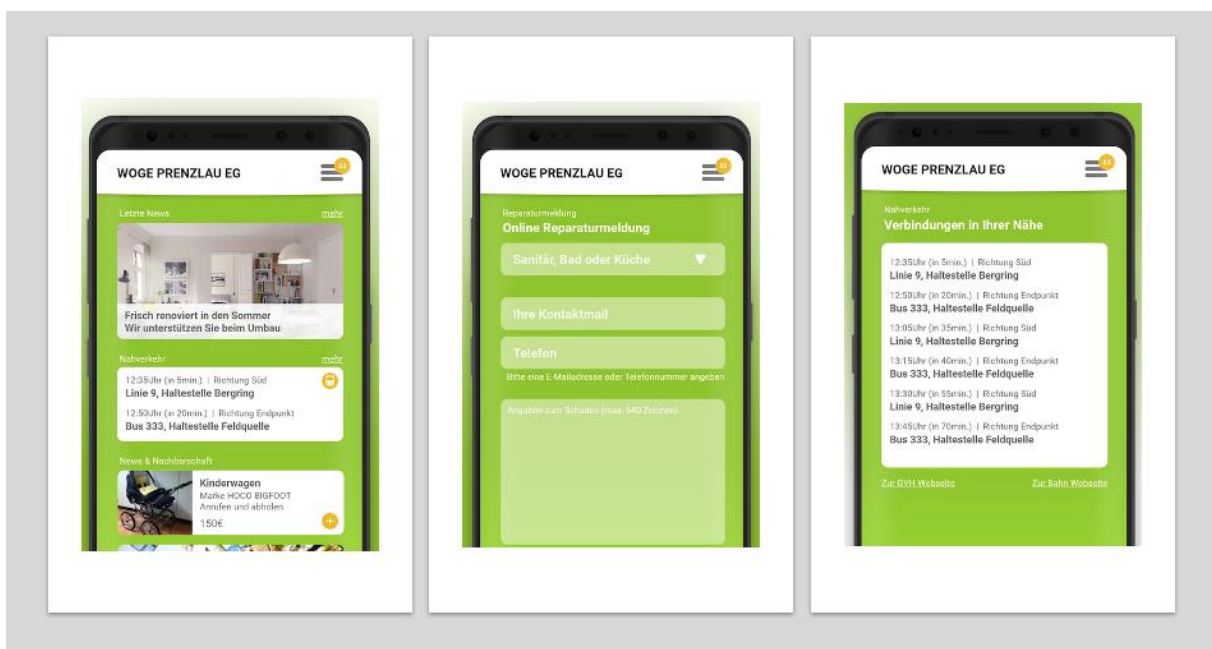 WOGE PRENZLAU EG
Letzte News mehr
Frisch renoviert in den Sommer
Wir unterstützen Sie beim Umbau
Nahverkehr mehr
12:35Uhr (in 5min.) | Richtung Süd
Linie 9, Haltestelle Bergring
12:50Uhr (in 20min.) | Richtung Endpunkt
Bus 333, Haltestelle Feldquelle
News & Nachbarschaft
Kinderwagen
Marke HOCO BIGFOOT
Anrufen und abholen
150€
WOGE PRENZLAU EG
Reparaturmeldung
Online Reparaturmeldung
Sanitär, Bad oder Küche
Ihre Kontaktmail
Telefon
Bitte eine E-Mailadresse oder Telefonnummer angeben
Angaben zum Schaden (max. 640 Zeichen)
WOGE PRENZLAU EG
Nahverkehr
Verbindungen in Ihrer Nähe
12:35Uhr (in 5min.) | Richtung Süd
Linie 9, Haltestelle Bergring
12:50Uhr (in 20min.) | Richtung Endpunkt
Bus 333, Haltestelle Feldquelle
13:05Uhr (in 35min.) | Richtung Süd
Linie 9, Haltestelle Bergring
13:15Uhr (in 40min.) | Richtung Endpunkt
Bus 333, Haltestelle Feldquelle
13:30Uhr (in 55min.) | Richtung Süd
Linie 9, Haltestelle Bergring
13:45Uhr (in 70min.) | Richtung Endpunkt
Bus 333, Haltestelle Feldquelle
Zur Webseite Zur Bahn Webseite